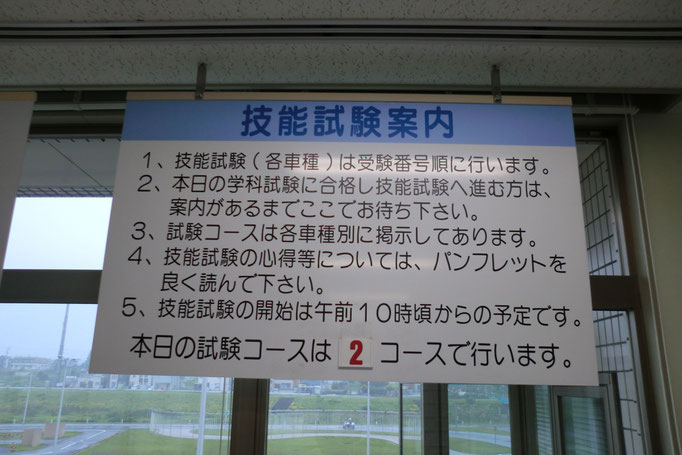 技能試験案内
1、技能試験(各車種)は受験番号順に行います。
2、本日の学科試験に合格し技能試験へ進む方は、
案内があるまでここでお待ち下さい。
3、試験コースは各車種別に掲示してあります。
4、技能試験の心得等については、パンフレットを
良く読んで下さい。
5、技能試験の開始は午前10時頃からの予定です。
本日の試験コースは 2 コースで行います。